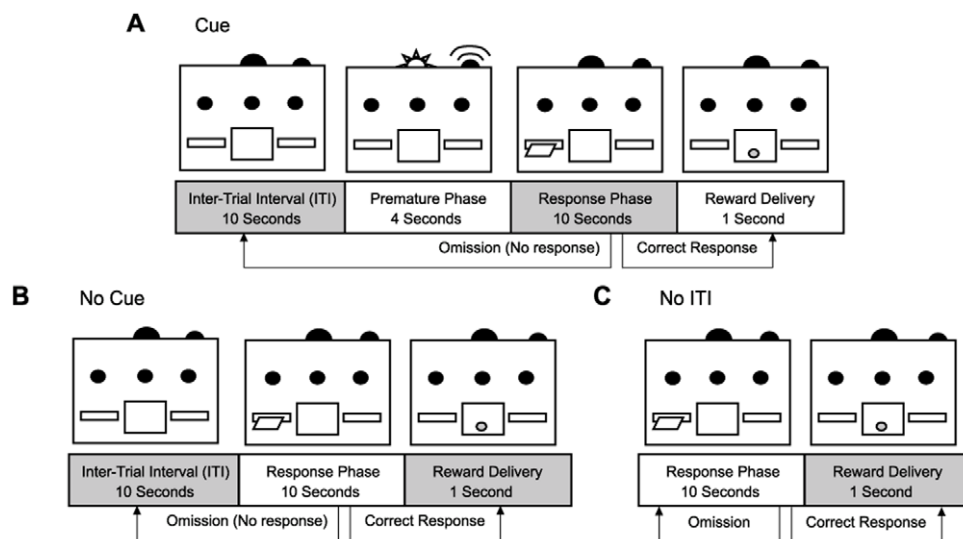 A Cue
Inter-Trial Interval (ITI) Premature Phase Response Phase Reward Delivery
10 Seconds 4 Seconds 10 Seconds 1 Second
Omission (No response) Correct Response
B No Cue C No ITI
Inter-Trial Interval (ITI) Response Phase Reward Delivery Response Phase Reward Delivery
10 Seconds 10 Seconds 1 Second 10 Seconds 1 Second
Omission (No response) Correct Response Omission Correct Response